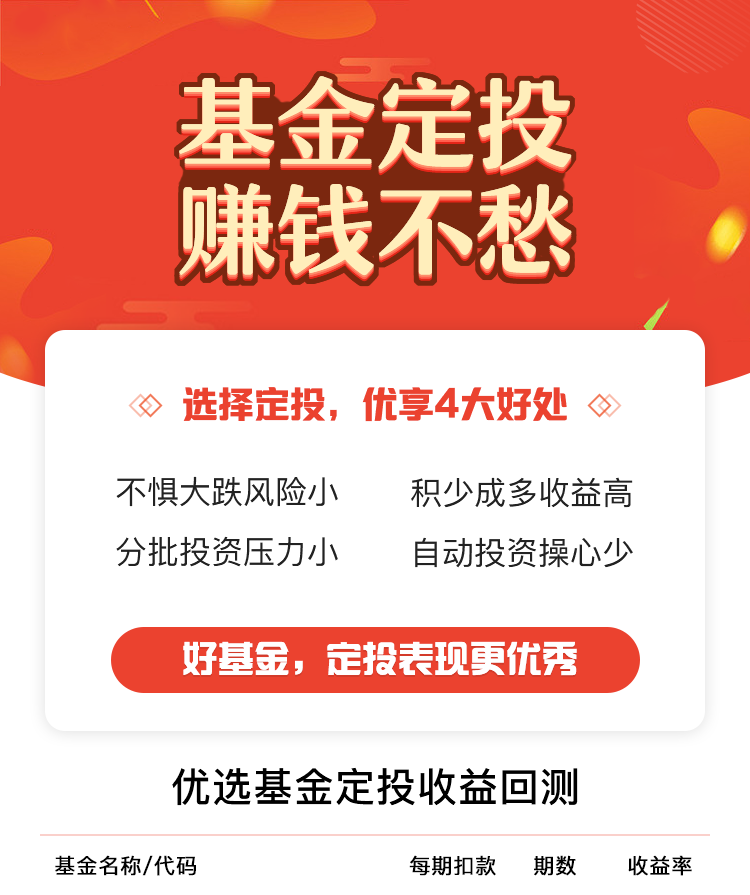 基金定投
赚钱不愁
选择定投，优享4大好处
不惧大跌风险小 积少成多收益高
分批投资压力小 自动投资操心少
好基金，定投表现更优秀
优选基金定投收益回测
基金名称/代码 每期扣款 期数 收益率